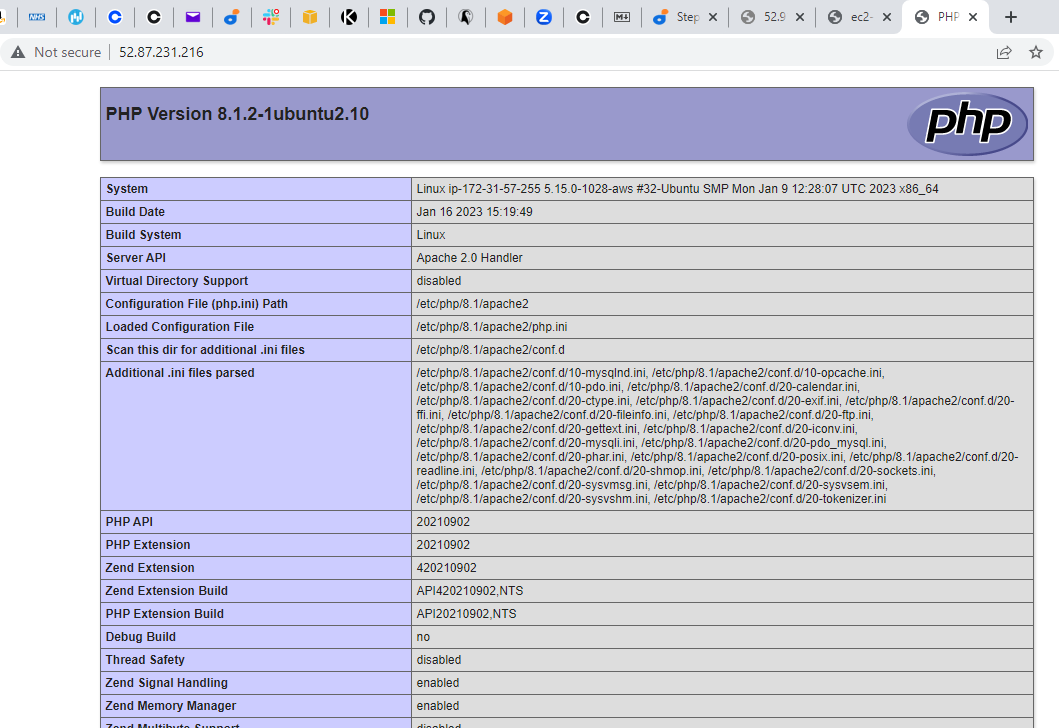 NHS
Step
52.9
ec2-
PHP
Not secure
52.87.231.216
PHP Version 8.1.2-1ubuntu2.10
php
System
Linux ip-172-31-57-255 5.15.0-1028-aws #32-Ubuntu SMP Mon Jan 9 12:28:07 UTC 2023 x86_64
Build Date
Jan 16 2023 15:19:49
Build System
Linux
Server API
Apache 2.0 Handler
Virtual Directory Support
disabled
Configuration File (php.ini) Path
/etc/php/8.1/apache2
Loaded Configuration File
/etc/php/8.1/apache2/php.ini
Scan this dir for additional .ini files
/etc/php/8.1/apache2/conf.d
Additional .ini files parsed
/etc/php/8.1/apache2/conf.d/10-mysqlnd.ini, /etc/php/8.1/apache2/conf.d/10-opcache.ini,
/etc/php/8.1/apache2/conf.d/10-pdo.ini, /etc/php/8.1/apache2/conf.d/20-calendar.ini,
/etc/php/8.1/apache2/conf.d/20-ctype.ini, /etc/php/8.1/apache2/conf.d/20-exif.ini, /etc/php/8.1/apache2/conf.d/20-
ffi.ini, /etc/php/8.1/apache2/conf.d/20-fileinfo.ini, /etc/php/8.1/apache2/conf.d/20-ftp.ini,
/etc/php/8.1/apache2/conf.d/20-gettext.ini, /etc/php/8.1/apache2/conf.d/20-iconv.ini,
/etc/php/8.1/apache2/conf.d/20-mysqli.ini, /etc/php/8.1/apache2/conf.d/20-pdo_mysql.ini,
/etc/php/8.1/apache2/conf.d/20-phar.ini, /etc/php/8.1/apache2/conf.d/20-posix.ini, /etc/php/8.1/apache2/conf.d/20-
readline.ini, /etc/php/8.1/apache2/conf.d/20-shmop.ini, /etc/php/8.1/apache2/conf.d/20-sockets.ini,
/etc/php/8.1/apache2/conf.d/20-sysvmsg.ini, /etc/php/8.1/apache2/conf.d/20-sysvsem.ini,
/etc/php/8.1/apache2/conf.d/20-sysvshm.ini, /etc/php/8.1/apache2/conf.d/20-tokenizer.ini
PHP API
20210902
PHP Extension
20210902
Zend Extension
420210902
Zend Extension Build
API420210902,NTS
PHP Extension Build
API20210902,NTS
Debug Build
no
Thread Safety
disabled
Zend Signal Handling
enabled
Zend Memory Manager
enabled
Zend Multibyte Support
disabled